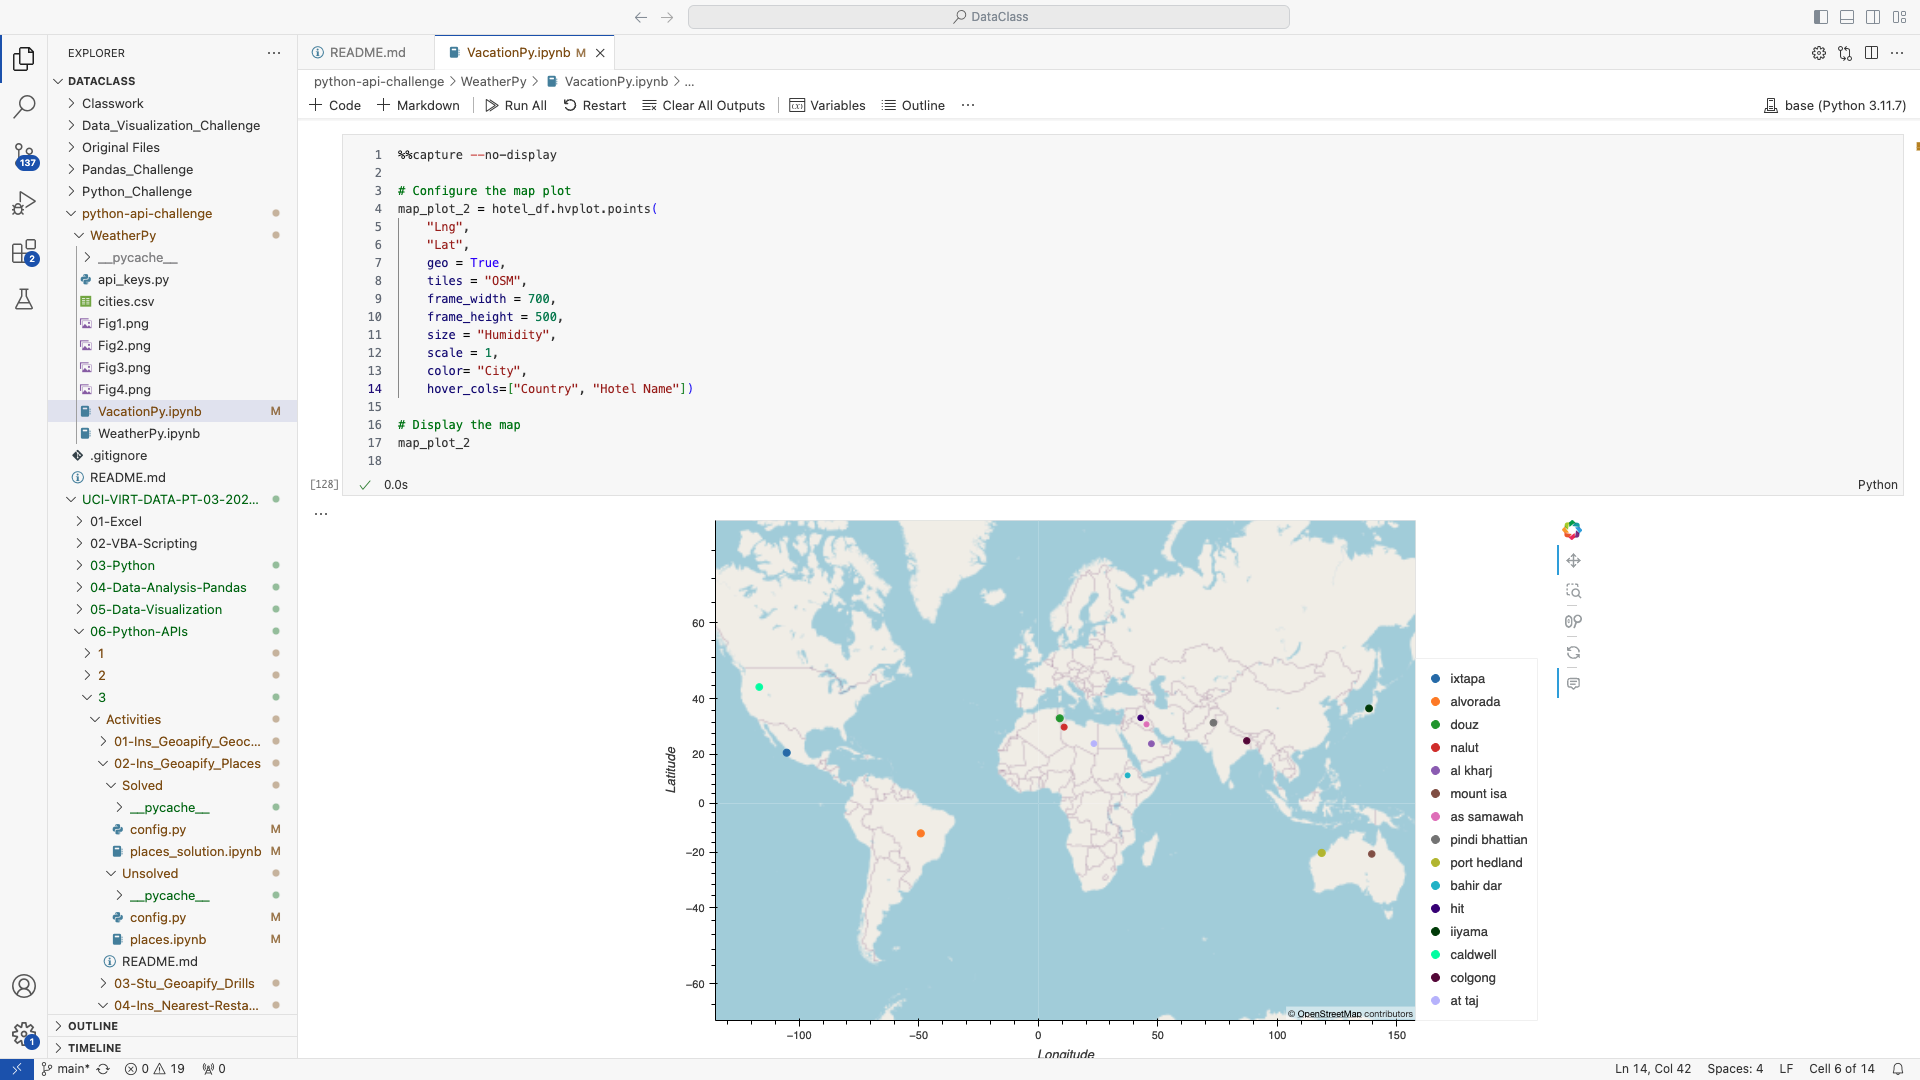 DataClass
EXPLORER
DATACLASS
Classwork
Data_Visualization_Challenge
Original Files
Pandas_Challenge
Python_Challenge
python-api-challenge
WeatherPy
__pycache__
api_keys.py
cities.csv
Fig1.png
Fig2.png
Fig3.png
Fig4.png
VacationPy.ipynb M
WeatherPy.ipynb
.gitignore
README.md
UCI-VIRT-DATA-PT-03-202...
01-Excel
02-VBA-Scripting
03-Python
04-Data-Analysis-Pandas
05-Data-Visualization
06-Python-APIs
1
2
3
Activities
01-Ins_Geoapify_Geoc...
02-Ins_Geoapify_Places
Solved
__pycache__
config.py M
places_solution.ipynb M
Unsolved
__pycache__
config.py M
places.ipynb M
README.md
03-Stu_Geoapify_Drills
04-Ins_Nearest-Resta...
OUTLINE
TIMELINE
137
2
1
README.md
VacationPy.ipynb M
python-api-challenge > WeatherPy > VacationPy.ipynb > ...
+ Code + Markdown Run All Restart Clear All Outputs Variables Outline ...
base (Python 3.11.7)
1 %%capture --no-display
2
3 # Configure the map plot
4 map_plot_2 = hotel_df.hvplot.points(
5 "Lng",
6 "Lat",
7 geo = True,
8 tiles = "OSM",
9 frame_width = 700,
10 frame_height = 500,
11 size = "Humidity",
12 scale = 1,
13 color= "City",
14 hover_cols=["Country", "Hotel Name"])
15
16 # Display the map
17 map_plot_2
18
[128] 0.0s Python
...
60
40
20
0
−20
−40
−60
Latitude
−100 −50 0 50 100 150
Longitude
© OpenStreetMap contributors
ixtapa
alvorada
douz
nalut
al kharj
mount isa
as samawah
pindi bhattian
port hedland
bahir dar
hit
iiyama
caldwell
colgong
at taj
main* 0 19 0
Ln 14, Col 42 Spaces: 4 LF Cell 6 of 14